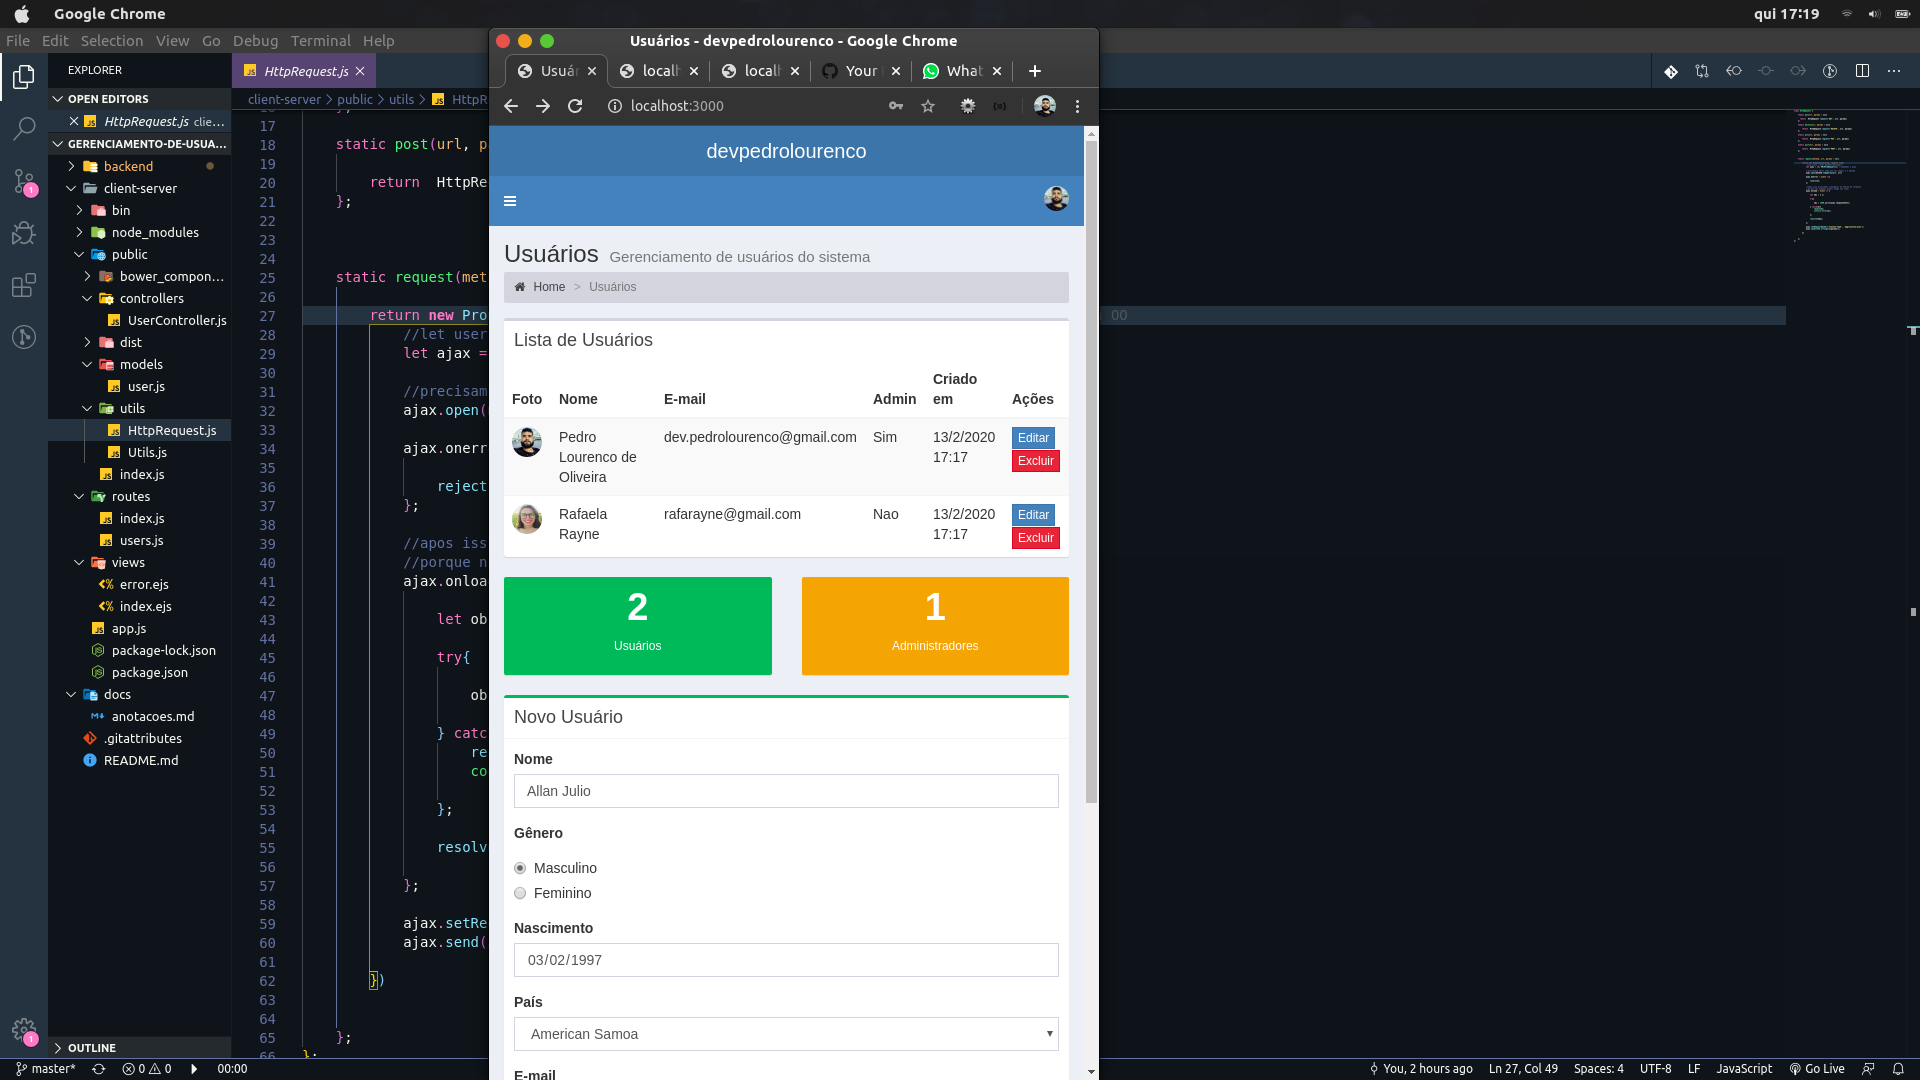 Google Chrome
qui 17:19
File Edit Selection View Go Debug Terminal Help
Usuários - devpedrolourenco - Google Chrome
EXPLORER
HttpRequest.js
Usuár
localh
localh
Your
What
OPEN EDITORS
HttpRequest.js clie...
GERENCIAMENTO-DE-USUA...
backend
client-server
bin
node_modules
public
bower_compon...
controllers
UserController.js
dist
models
user.js
utils
HttpRequest.js
Utils.js
index.js
routes
index.js
users.js
views
error.ejs
index.ejs
app.js
package-lock.json
package.json
docs
anotacoes.md
.gitattributes
README.md
OUTLINE
client-server > public > utils > HttpR
17
18 static post(url, p
19
20 return HttpRe
21 };
22
23
24
25 static request(met
26
27 return new Pro
28 //let user
29 let ajax =
30
31 //precisam
32 ajax.open(
33
34 ajax.onerr
35
36 reject
37 };
38
39 //apos iss
40 //porque n
41 ajax.onloa
42
43 let ob
44
45 try{
46
47 ob
48
49 } catc
50 re
51 co
52
53 };
54
55 resolv
56
57 };
58
59 ajax.setRe
60 ajax.send(
61
62 })
63
64
65 };
66 };
localhost:3000
devpedrolourenco
Usuários Gerenciamento de usuários do sistema
Home > Usuários
Lista de Usuários
Foto Nome E-mail Admin Criado em Ações
Pedro Lourenco de Oliveira dev.pedrolourenco@gmail.com Sim 13/2/2020 17:17 Editar Excluir
Rafaela Rayne rafarayne@gmail.com Nao 13/2/2020 17:17 Editar Excluir
2
Usuários
1
Administradores
Novo Usuário
Nome
Allan Julio
Gênero
Masculino
Feminino
Nascimento
03/02/1997
País
American Samoa
E-mail
master* 0 0 00:00
You, 2 hours ago Ln 27, Col 49 Spaces: 4 UTF-8 LF JavaScript Go Live